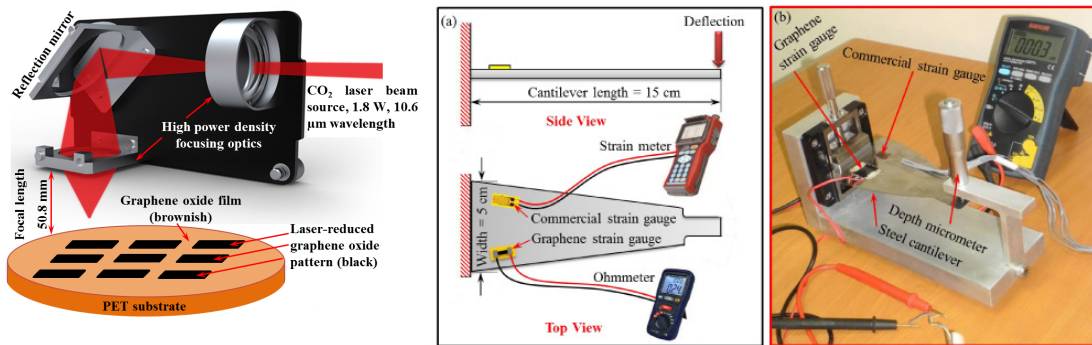 Reflection mirror
CO2 laser beam
source, 1.8 W, 10.6
µm wavelength
High power density
focusing optics
Focal length
50.8 mm
Graphene oxide film
(brownish)
Laser-reduced
graphene oxide
pattern (black)
PET substrate
(a)
Deflection
Cantilever length = 15 cm
Side View
Strain meter
Width = 5 cm
Commercial strain gauge
Graphene strain gauge
Ohmmeter
Top View
(b)
Graphene
strain gauge
Commercial strain gauge
0003
Depth micrometer
Steel cantilever